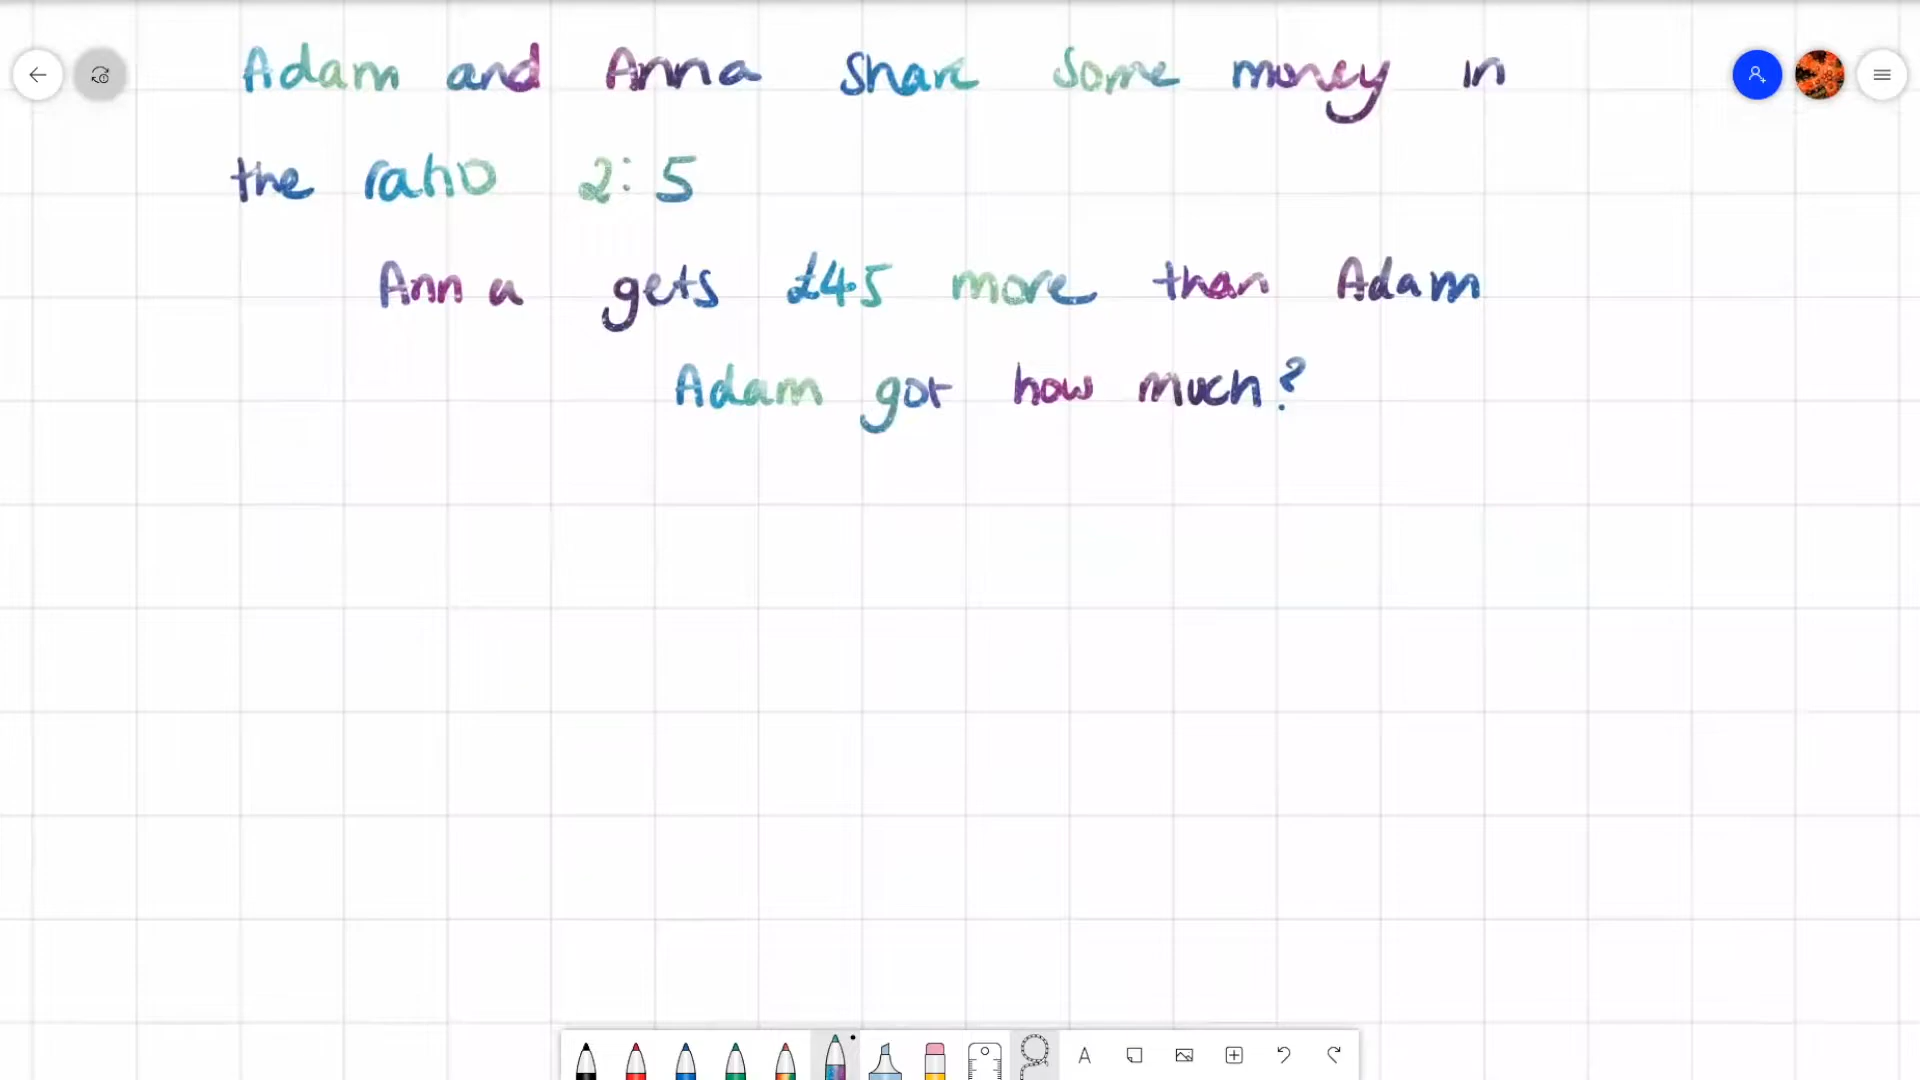 Adam and Anna share some money in
the ratio 2:5
Anna gets £45 more than Adam
Adam got how much?
A